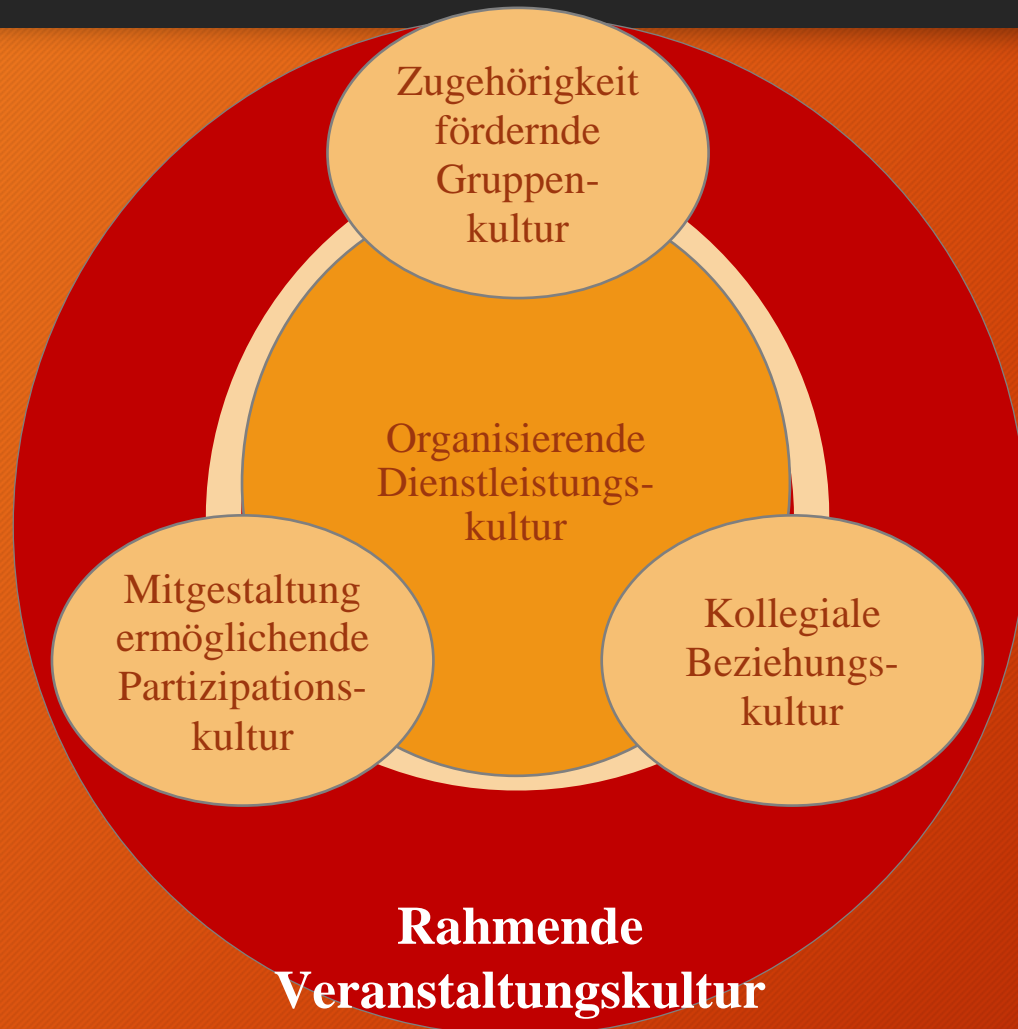 Zugehörigkeit
fördernde
Gruppen-
kultur
Organisierende
Dienstleistungs-
kultur
Mitgestaltung
ermöglichende
Partizipations-
kultur
Kollegiale
Beziehungs-
kultur
Rahmende
Veranstaltungskultur